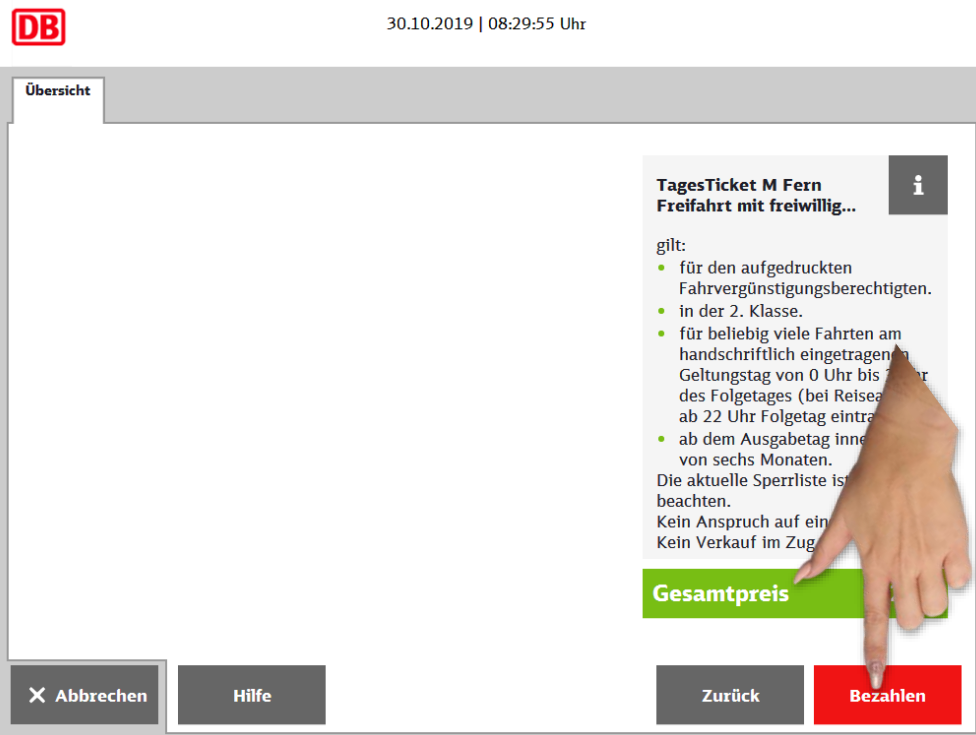 DB
30.10.2019 | 08:29:55 Uhr
Übersicht
TagesTicket M Fern
Freifahrt mit freiwillig...
i
gilt:
• für den aufgedruckten
Fahrvergünstigungsberechtigten.
• in der 2. Klasse.
• für beliebig viele Fahrten am
handschriftlich eingetragenen
Geltungstag von 0 Uhr bis
des Folgetages (bei
ab 22 Uhr Folgetag
• ab dem Ausgabetag
von sechs Monaten.
Die aktuelle Sperrliste ist
beachten.
Kein Anspruch auf
Kein Verkauf im Zug
Gesamtpreis
X Abbrechen
Hilfe
Zurück
Bezahlen